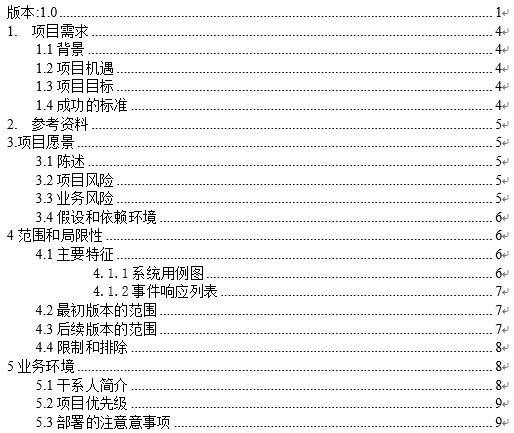 版本:1.0 1
1. 项目需求 4
1.1 背景 4
1.2 项目机遇 4
1.3 项目目标 4
1.4 成功的标准 4
2. 参考资料 5
3.项目愿景 5
3.1 陈述 5
3.2 项目风险 5
3.3 业务风险 5
3.4 假设和依赖环境 6
4 范围和局限性 6
4.1 主要特征 6
4.1.1 系统用例图 6
4.1.2 事件响应列表 7
4.2 最初版本的范围 7
4.3 后续版本的范围 7
4.4 限制和排除 8
5 业务环境 8
5.1 干系人简介 8
5.2 项目优先级 9
5.3 部署的注意意事项 9